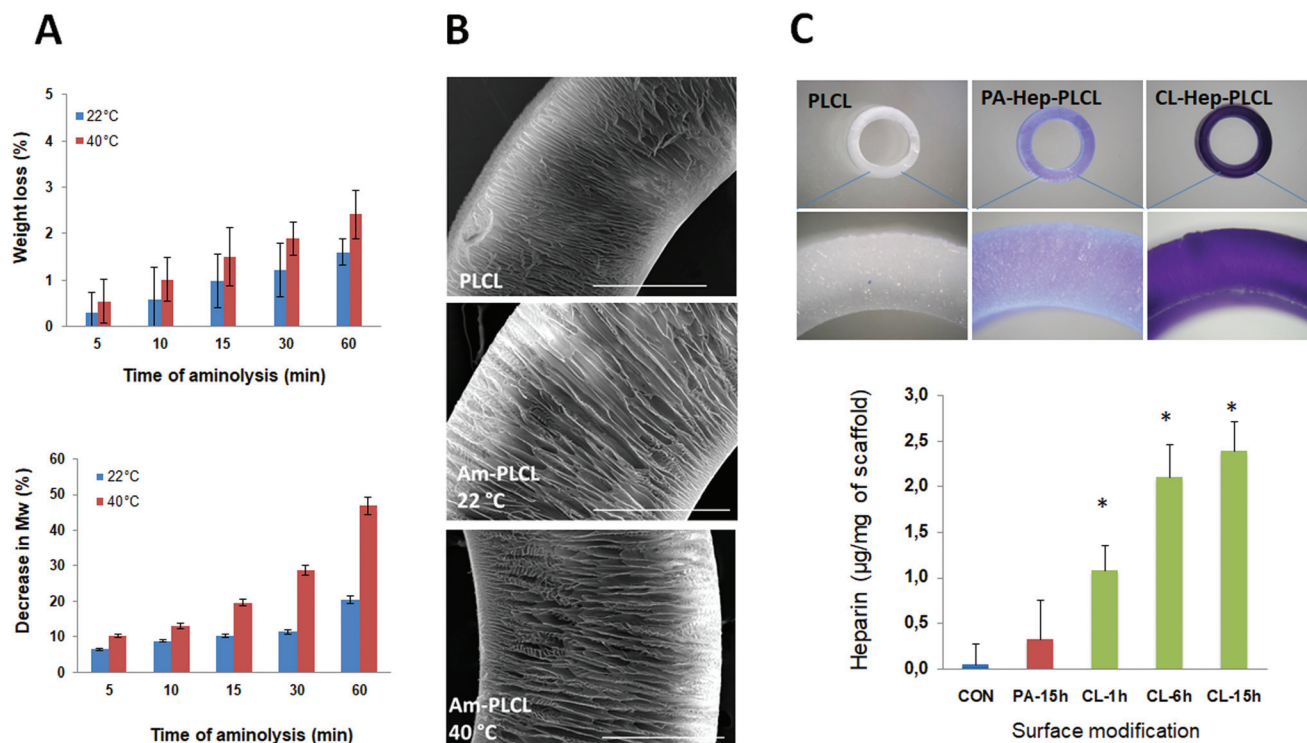 A
Weight loss (%)
5
4
3
2
1
0
22°C
40°C
5 10 15 30 60
Time of aminolysis (min)
Decrease in Mw (%)
60
50
40
30
20
10
0
22°C
40°C
5 10 15 30 60
Time of aminolysis (min)
B
PLCL
Am-PLCL
22 °C
Am-PLCL
40 °C
C
PLCL PA-Hep-PLCL CL-Hep-PLCL
Heparin (µg/mg of scaffold)
3,0
2,5
2,0
1,5
1,0
0,5
0,0
* * *
CON PA-15h CL-1h CL-6h CL-15h
Surface modification